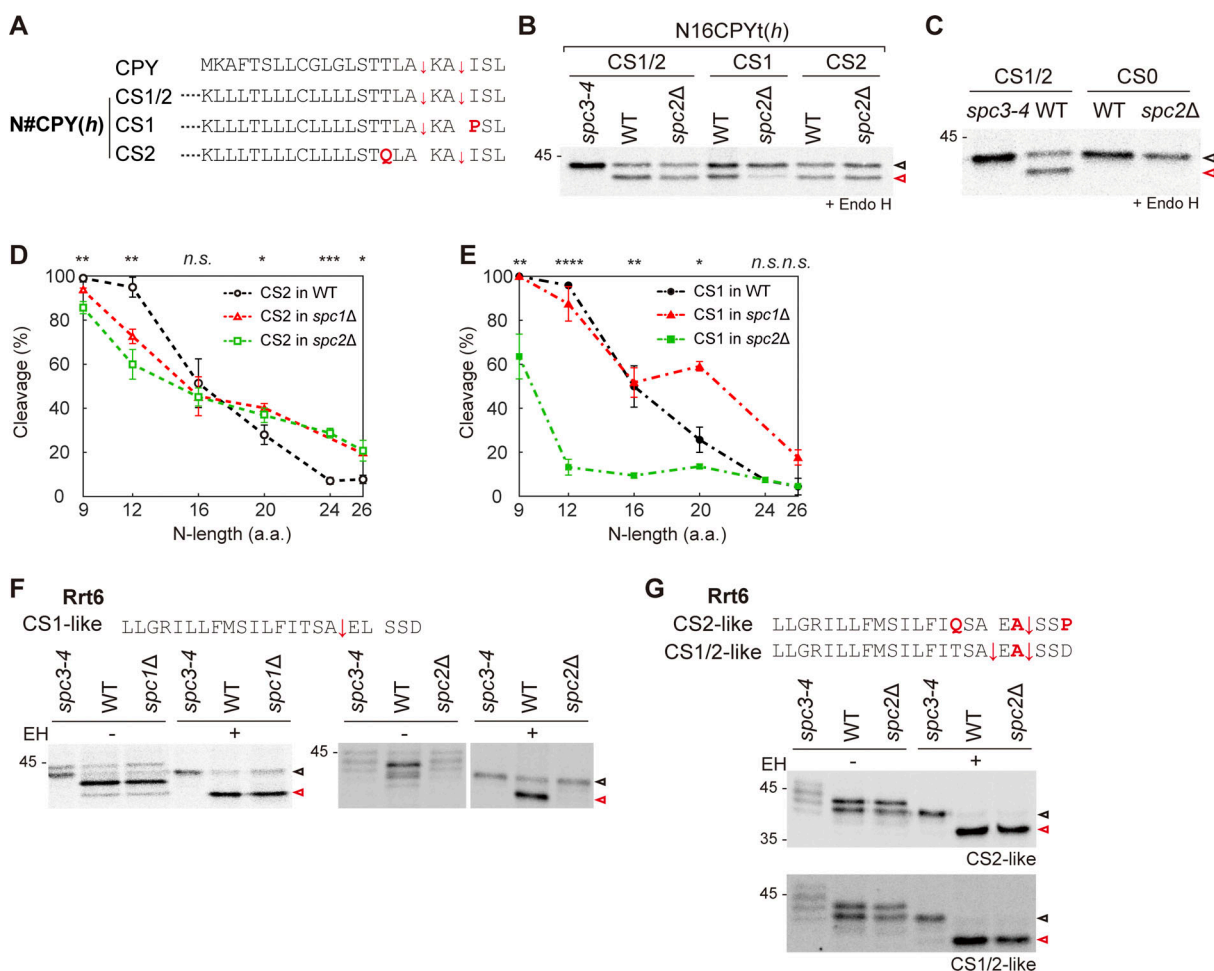 A
CPY MKAFTSLLCGLGLSTTLA↓KA↓ISL
N#CPY(h)
CS1/2 ----KLLLTLLLCLLLLSTTLA↓KA↓ISL
CS1 ----KLLLTLLLCLLLLSTTLA↓KA PSL
CS2 ----KLLLTLLLCLLLLSTQLA KA↓ISL
B
N16CPYt(h)
CS1/2 CS1 CS2
spc3-4 WT spc2Δ WT spc2Δ WT spc2Δ
45
+ Endo H
C
CS1/2 CS0
spc3-4 WT WT spc2Δ
45
+ Endo H
D
** ** n.s. * *** *
CS2 in WT
CS2 in spc1Δ
CS2 in spc2Δ
Cleavage (%)
100
80
60
40
20
0
9 12 16 20 24 26
N-length (a.a.)
E
** **** ** * n.s. n.s.
CS1 in WT
CS1 in spc1Δ
CS1 in spc2Δ
Cleavage (%)
100
80
60
40
20
0
9 12 16 20 24 26
N-length (a.a.)
F
Rrt6
CS1-like LLGRILLFMSILFITSA↓EL SSD
spc3-4 WT spc1Δ spc3-4 WT spc1Δ
EH - +
45
spc3-4 WT spc2Δ spc3-4 WT spc2Δ
- +
45
G
Rrt6
CS2-like LLGRILLFMSILFIQSA EA↓SSP
CS1/2-like LLGRILLFMSILFITSA↓EA↓SSD
spc3-4 WT spc2Δ spc3-4 WT spc2Δ
EH - +
45
35
CS2-like
45
CS1/2-like